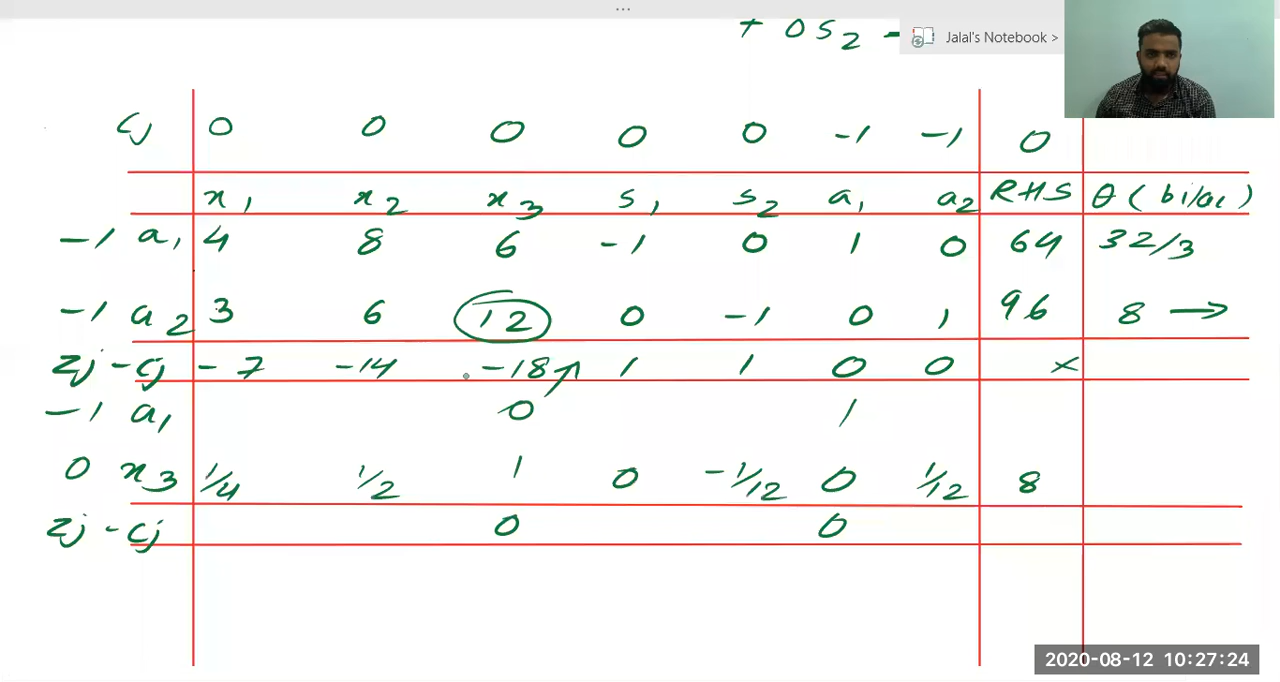 ...
+ 0 s2 -
Jalal's Notebook >
cj 0 0 0 0 0 -1 -1 0
x1 x2 x3 s1 s2 a1 a2 RHS θ(bi/ai)
-1 a1 4 8 6 -1 0 1 0 64 32/3
-1 a2 3 6 12 0 -1 0 1 96 8 →
zj-cj -7 -14 -18↑ 1 1 0 0 x
-1 a1 0 1
0 x3 1/4 1/2 1 0 -1/12 0 1/12 8
zj-cj 0 0
2020-08-12 10:27:24